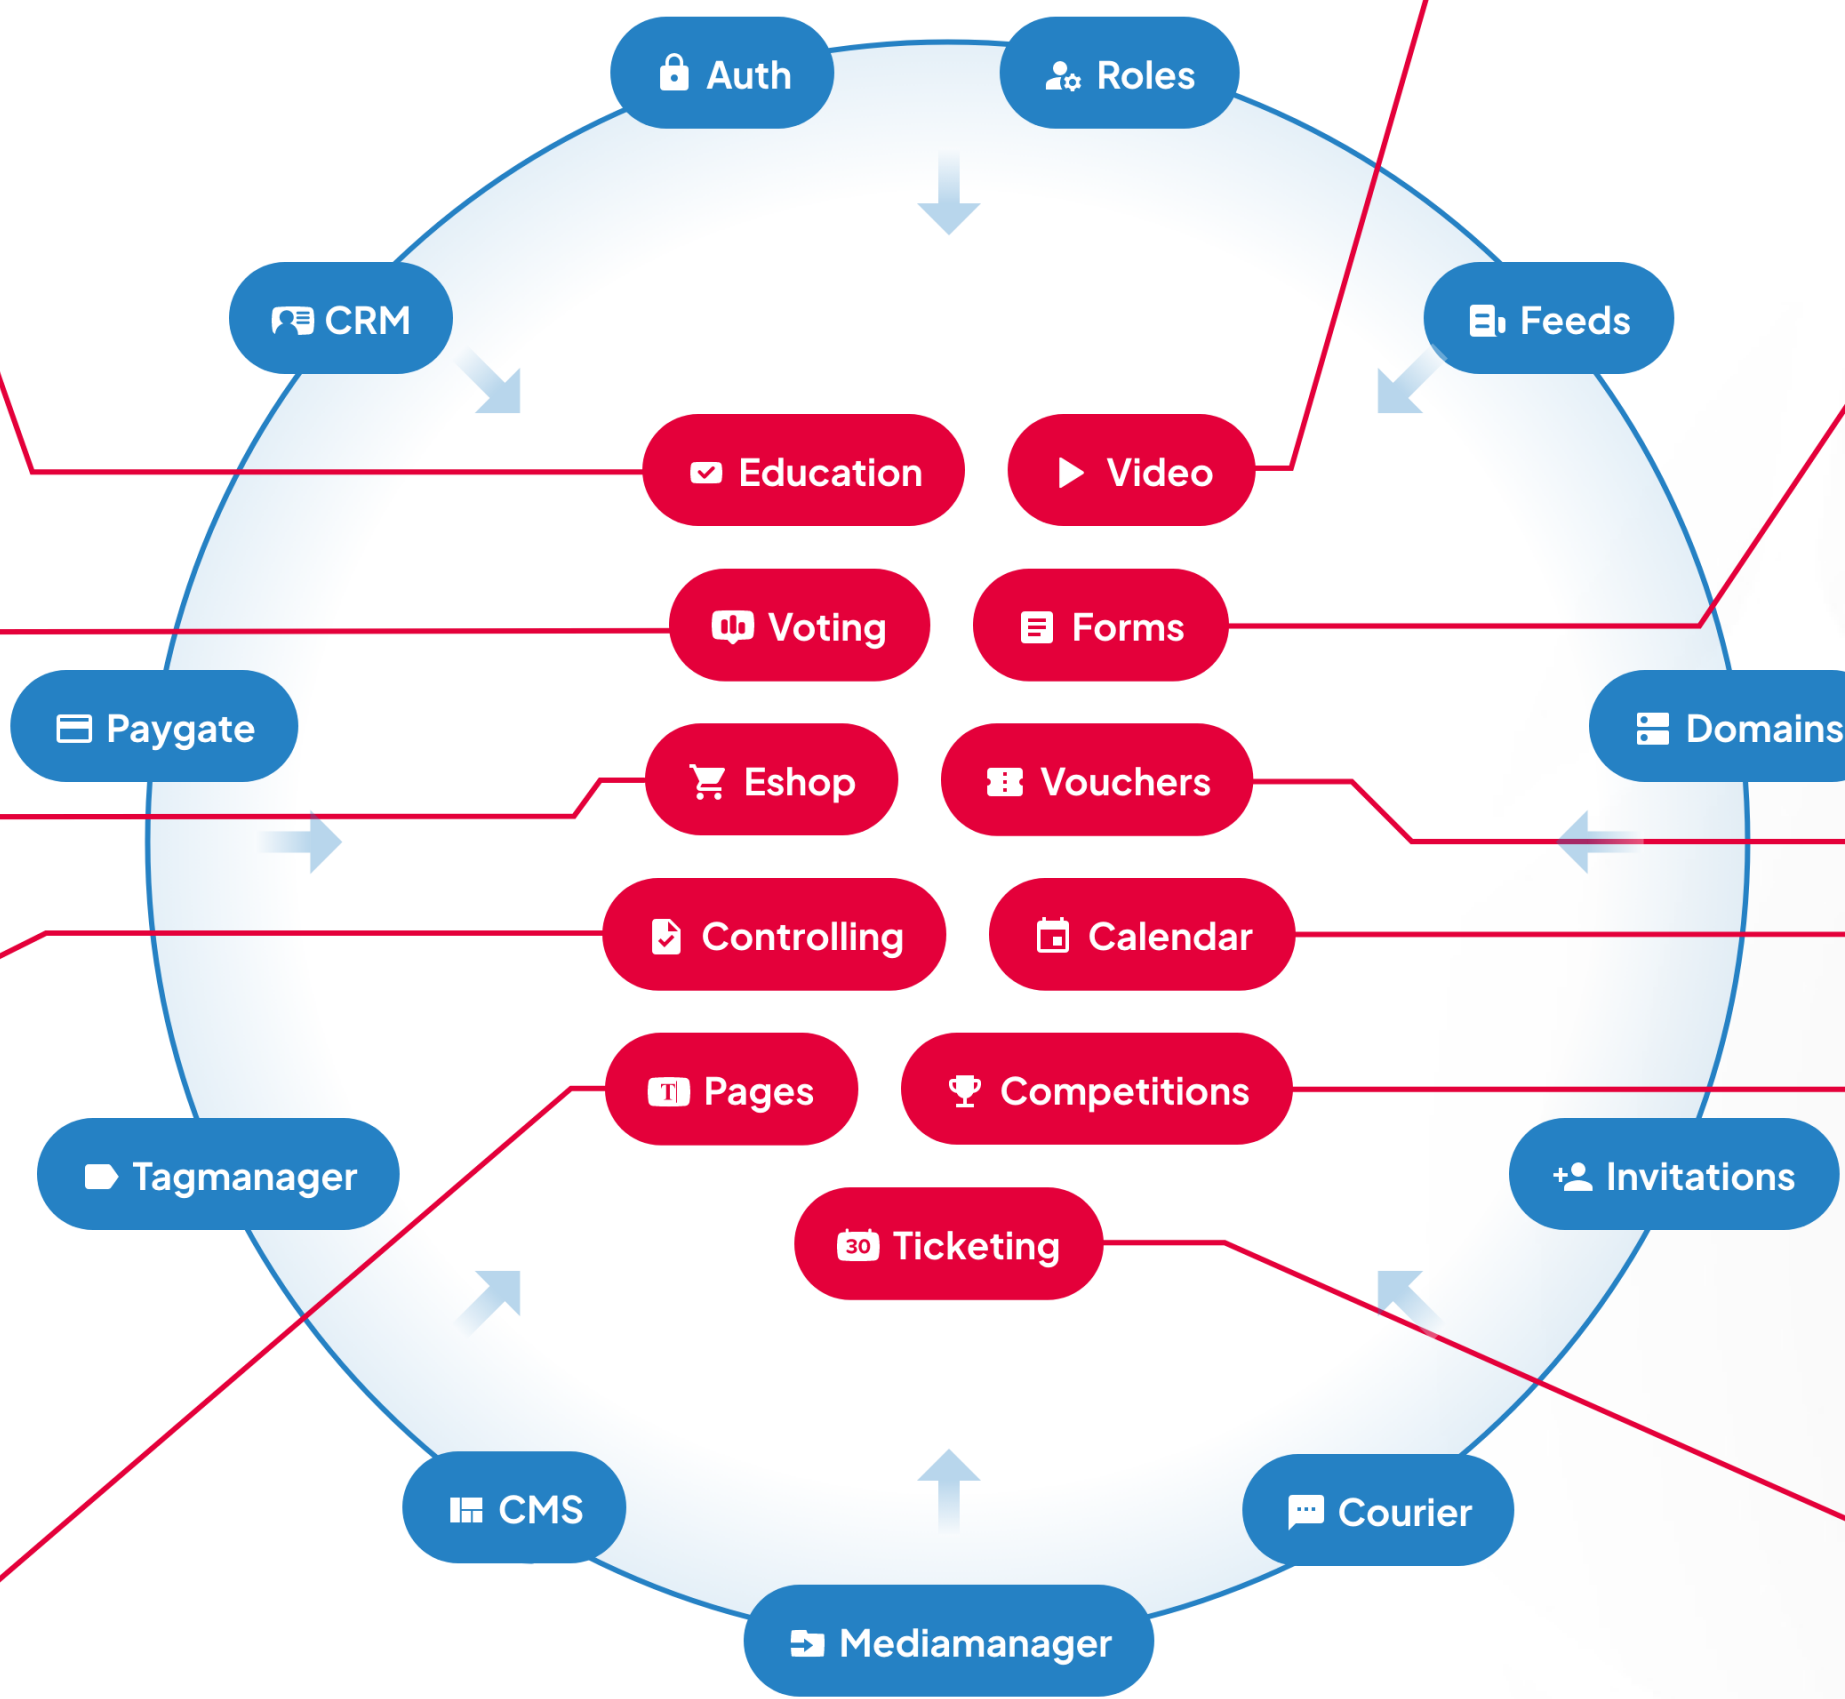 Auth
Roles
CRM
Feeds
Education
Video
Voting
Forms
Paygate
Domains
Eshop
Vouchers
Controlling
Calendar
Pages
Competitions
Tagmanager
Invitations
30 Ticketing
CMS
Courier
Mediamanager